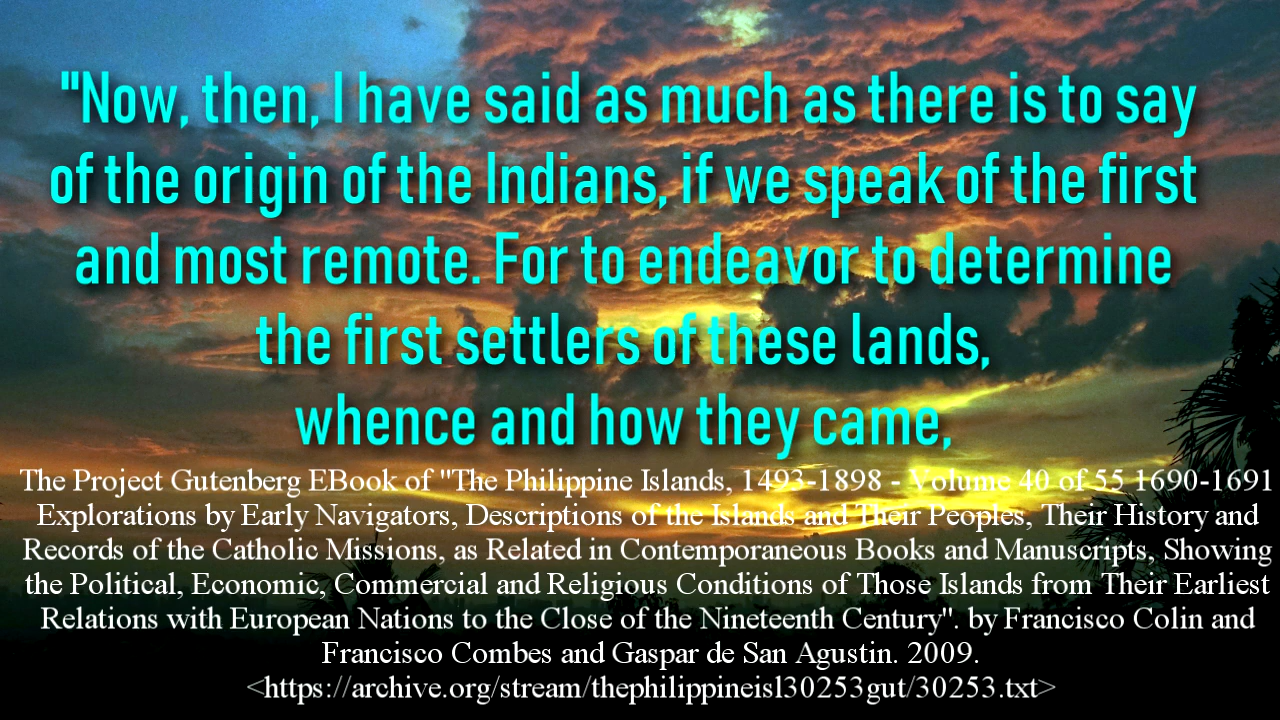 "Now, then, I have said as much as there is to say
of the origin of the Indians, if we speak of the first
and most remote. For to endeavor to determine
the first settlers of these lands,
whence and how they came,
The Project Gutenberg EBook of "The Philippine Islands, 1493-1898 - Volume 40 of 55 1690-1691
Explorations by Early Navigators, Descriptions of the Islands and Their Peoples, Their History and
Records of the Catholic Missions, as Related in Contemporaneous Books and Manuscripts, Showing
the Political, Economic, Commercial and Religious Conditions of Those Islands from Their Earliest
Relations with European Nations to the Close of the Nineteenth Century". by Francisco Colin and
Francisco Combes and Gaspar de San Agustin. 2009.
<https://archive.org/stream/thephilippineisl30253gut/30253.txt>